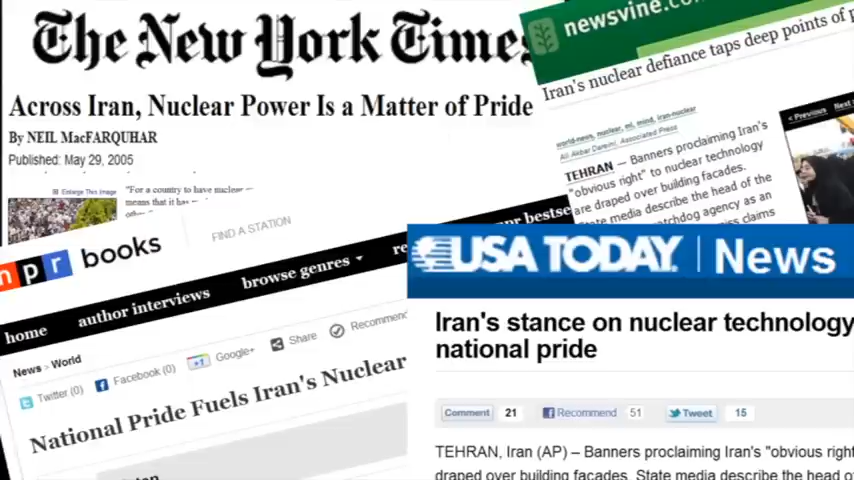 The New York Times
Across Iran, Nuclear Power Is a Matter of Pride
By NEIL MacFARQUHAR
Published: May 29, 2005
Enlarge This Image
"For a country to have nuclear
means that it has
newsvine.com
Iran's nuclear defiance taps deep points of
world-news, nuclear, ml, mind, iran-nuclear
Ali Akbar Dareini, Associated Press
TEHRAN — Banners proclaiming Iran's
"obvious right" to nuclear technology
are draped over building facades.
State media describe the head of the
watchdog agency as an
claims
< Previous
Next
npr books
FIND A STATION
npr bestse
home
author interviews
browse genres
re
News > World
Twitter (0)
Facebook (0)
+1
Google+
Share
Recommend
National Pride Fuels Iran's Nuclear
USA TODAY | News
Iran's stance on nuclear technology
national pride
Comment 21
Recommend 51
Tweet 15
TEHRAN, Iran (AP) – Banners proclaiming Iran's "obvious right
draped over building facades. State media describe the head of